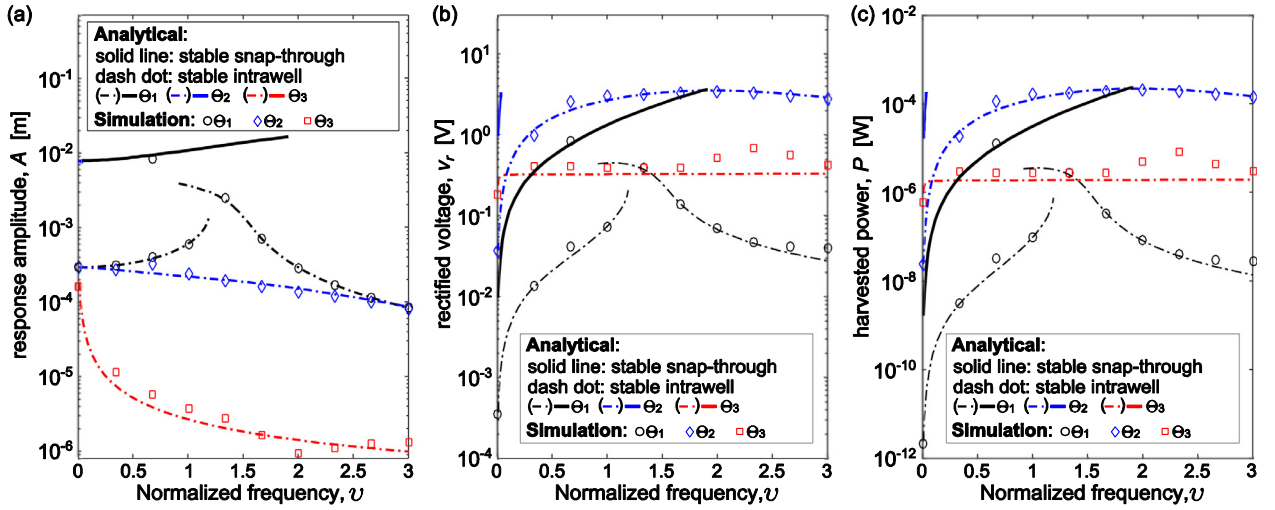 (a)
Analytical:
solid line: stable snap-through
dash dot: stable intrawell
(–·–) — Θ1 (–·–) — Θ2 (–·–) — Θ3
Simulation: ○ Θ1 ◇ Θ2 □ Θ3
response amplitude, A [m]
10-1
10-2
10-3
10-4
10-5
10-6
0 0.5 1 1.5 2 2.5 3
Normalized frequency, υ
(b)
rectified voltage, vr [V]
102
101
100
10-1
10-2
10-3
10-4
Analytical:
solid line: stable snap-through
dash dot: stable intrawell
(–·–) — Θ1 (–·–) — Θ2 (–·–) — Θ3
Simulation: ○ Θ1 ◇ Θ2 □ Θ3
0 0.5 1 1.5 2 2.5 3
Normalized frequency, υ
(c)
harvested power, P [W]
10-2
10-4
10-6
10-8
10-10
10-12
Analytical:
solid line: stable snap-through
dash dot: stable intrawell
(–·–) — Θ1 (–·–) — Θ2 (–·–) — Θ3
Simulation: ○ Θ1 ◇ Θ2 □ Θ3
0 0.5 1 1.5 2 2.5 3
Normalized frequency, υ